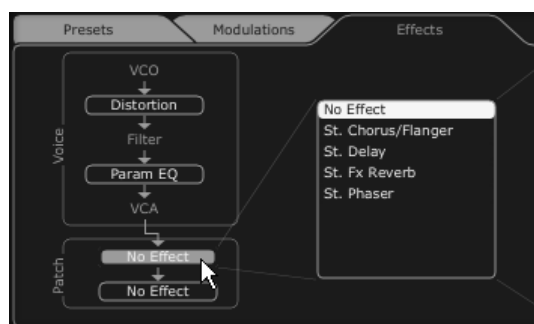 Presets
Modulations
Effects
VCO
Distortion
Filter
Param EQ
VCA
Voice
No Effect
No Effect
Patch
No Effect
St. Chorus/Flanger
St. Delay
St. Fx Reverb
St. Phaser